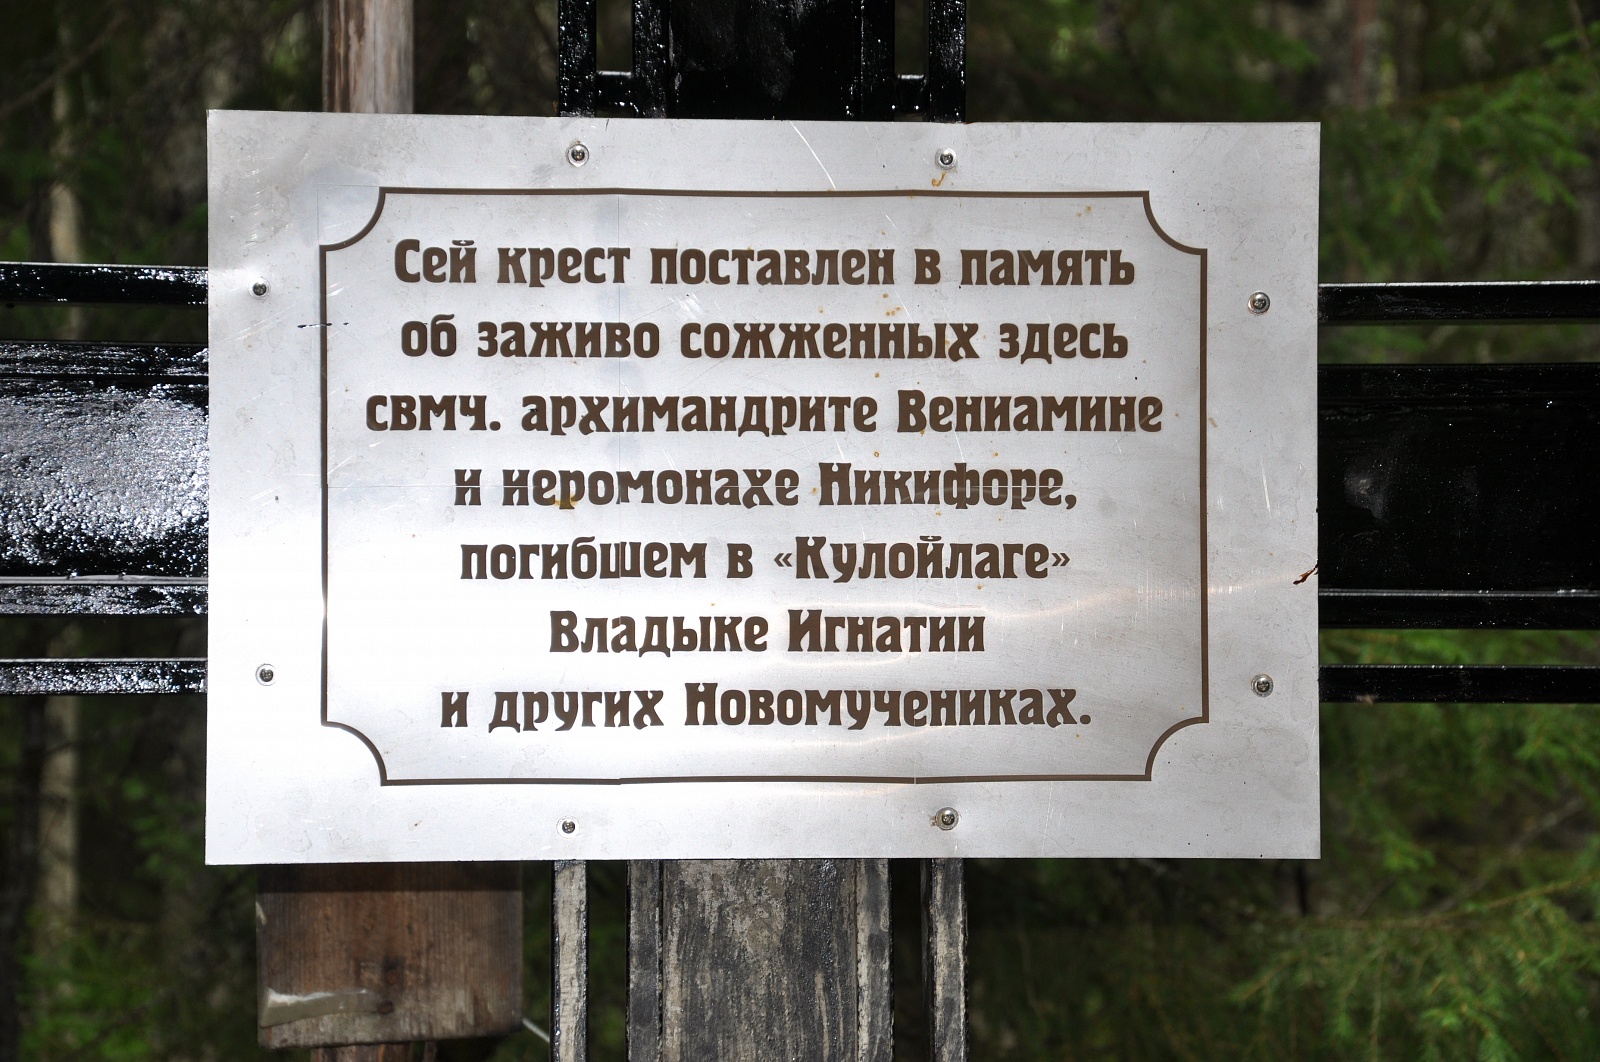 Сей крест поставлен в память
об заживо сожженных здесь
свмч. архимандрите Вениамине
и иеромонахе Никифоре,
погибшем в «Кулойлаге»
Владыке Игнатии
и других Новомучениках.